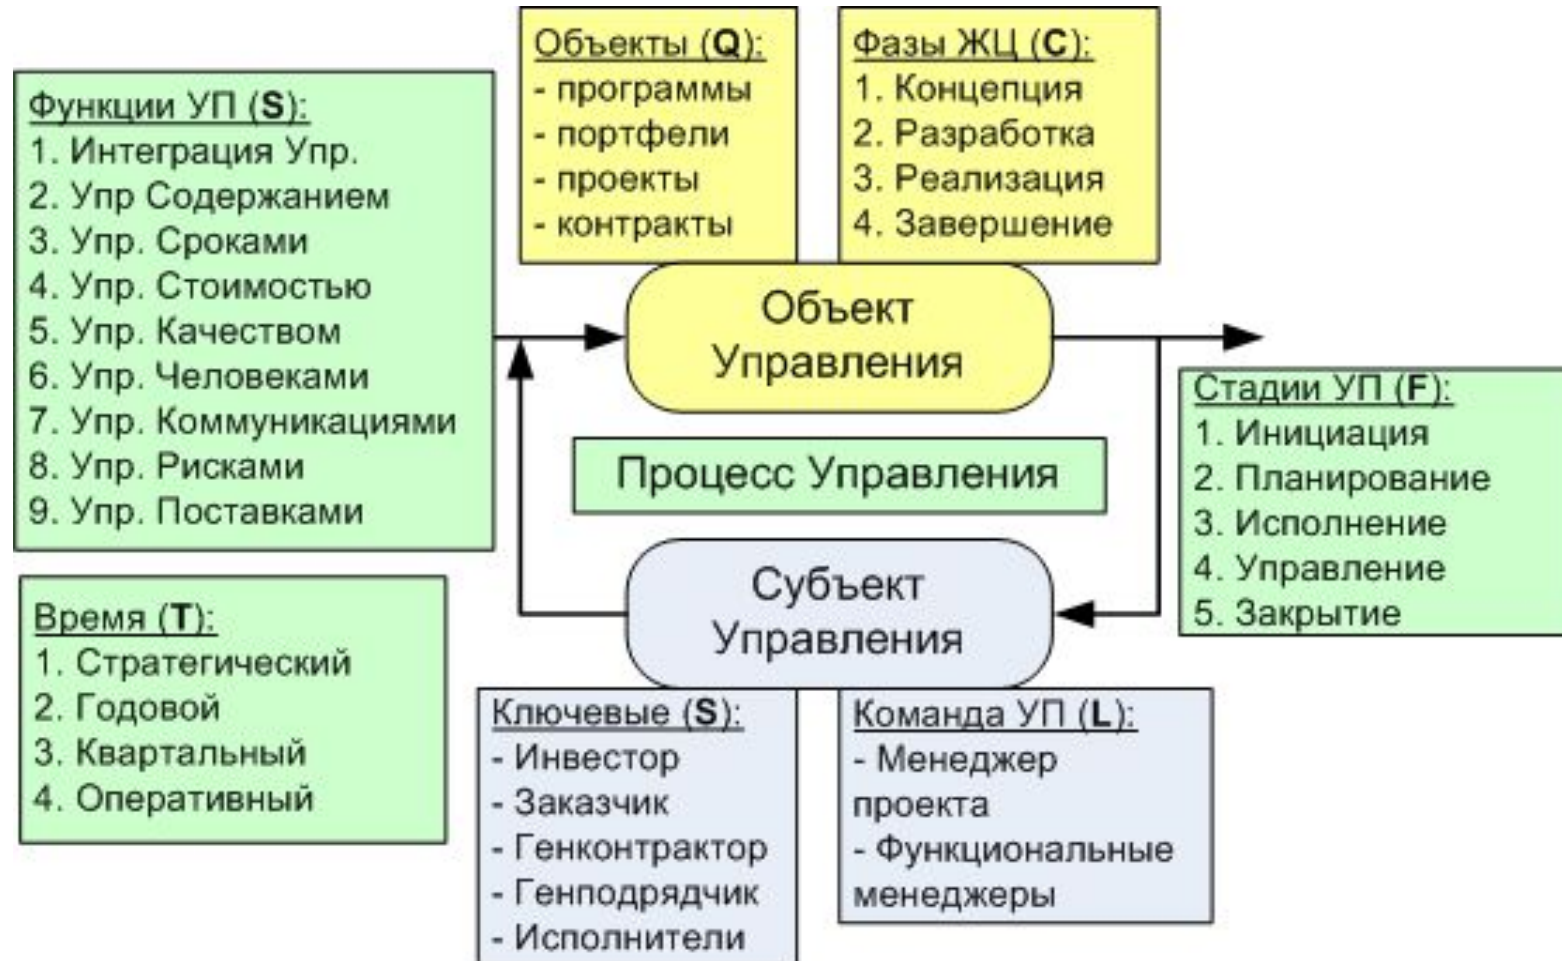 Объекты (Q):
- программы
- портфели
- проекты
- контракты
Фазы ЖЦ (C):
1. Концепция
2. Разработка
3. Реализация
4. Завершение
Функции УП (S):
1. Интеграция Упр.
2. Упр Содержанием
3. Упр. Сроками
4. Упр. Стоимостью
5. Упр. Качеством
6. Упр. Человеками
7. Упр. Коммуникациями
8. Упр. Рисками
9. Упр. Поставками
Объект
Управления
Процесс Управления
Стадии УП (F):
1. Инициация
2. Планирование
3. Исполнение
4. Управление
5. Закрытие
Субъект
Управления
Время (T):
1. Стратегический
2. Годовой
3. Квартальный
4. Оперативный
Ключевые (S):
- Инвестор
- Заказчик
- Генконтрактор
- Генподрядчик
- Исполнители
Команда УП (L):
- Менеджер
проекта
- Функциональные
менеджеры